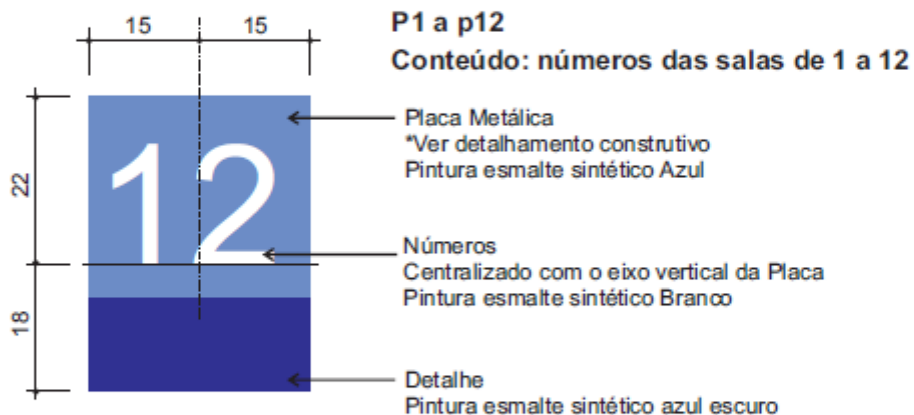 15 15
P1 a p12
Conteúdo: números das salas de 1 a 12
Placa Metálica
*Ver detalhamento construtivo
Pintura esmalte sintético Azul
22
12
Números
Centralizado com o eixo vertical da Placa
Pintura esmalte sintético Branco
18
Detalhe
Pintura esmalte sintético azul escuro